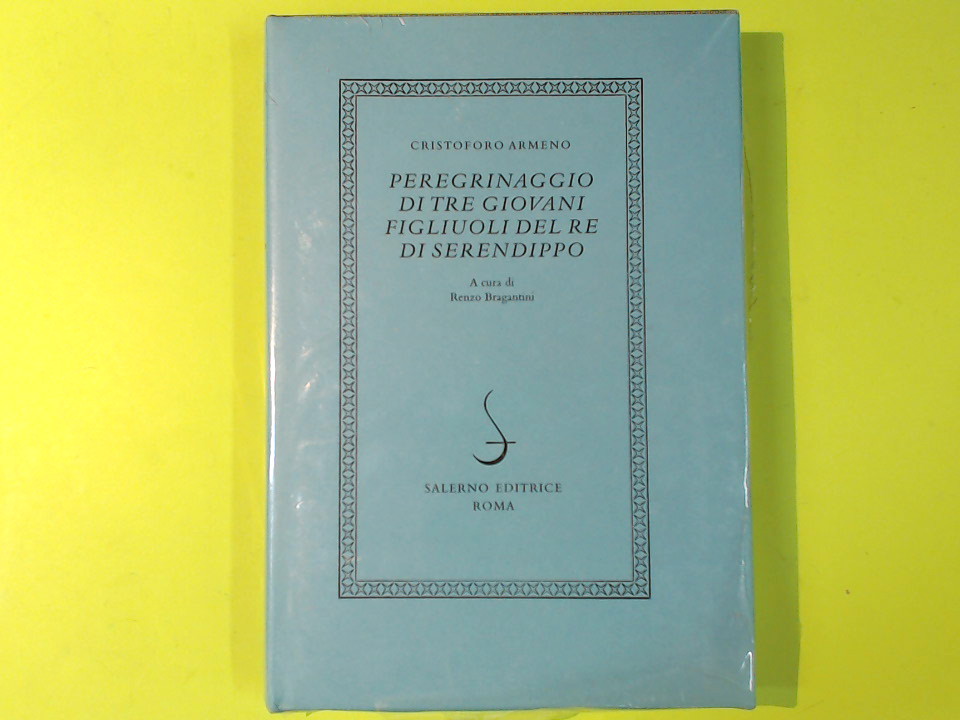 CRISTOFORO ARMENO
PEREGRINAGGIO
DI TRE GIOVANI
FIGLIUOLI DEL RE
DI SERENDIPPO
A cura di
Renzo Bragantini
SALERNO EDITRICE
ROMA